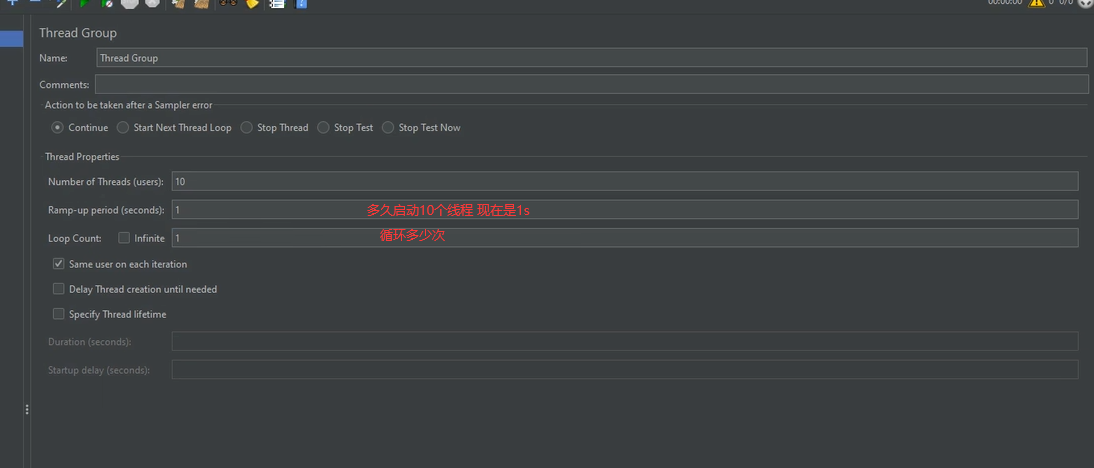 00:00:00 0 0/0
Thread Group
Name: Thread Group
Comments:
Action to be taken after a Sampler error
Continue Start Next Thread Loop Stop Thread Stop Test Stop Test Now
Thread Properties
Number of Threads (users): 10
Ramp-up period (seconds): 1 多久启动10个线程 现在是1s
Loop Count: Infinite 1 循环多少次
Same user on each iteration
Delay Thread creation until needed
Specify Thread lifetime
Duration (seconds):
Startup delay (seconds):